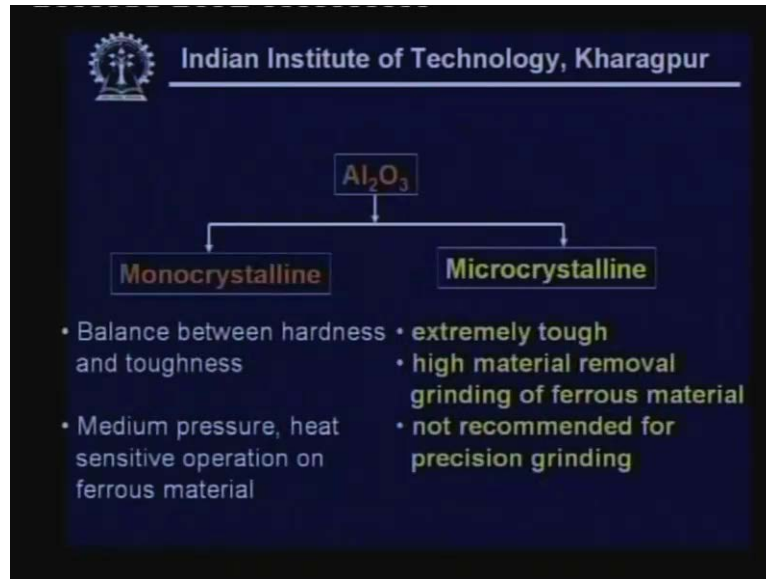 Indian Institute of Technology, Kharagpur
Al₂O₃
Monocrystalline
Microcrystalline
• Balance between hardness
and toughness
• Medium pressure, heat
sensitive operation on
ferrous material
• extremely tough
• high material removal
grinding of ferrous material
• not recommended for
precision grinding